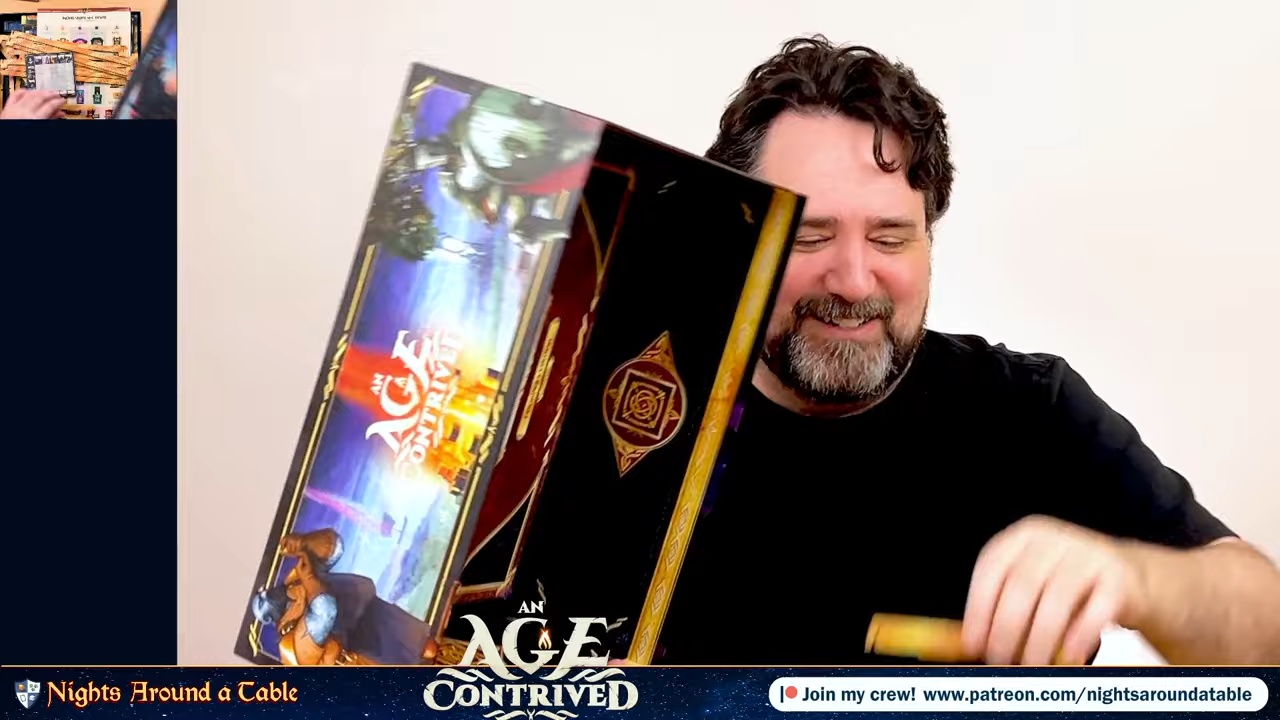 AN
AGE
CONTRIVED
AN
AGE
CONTRIVED
Nights Around a Table
Join my crew! www.patreon.com/nightsaroundatable